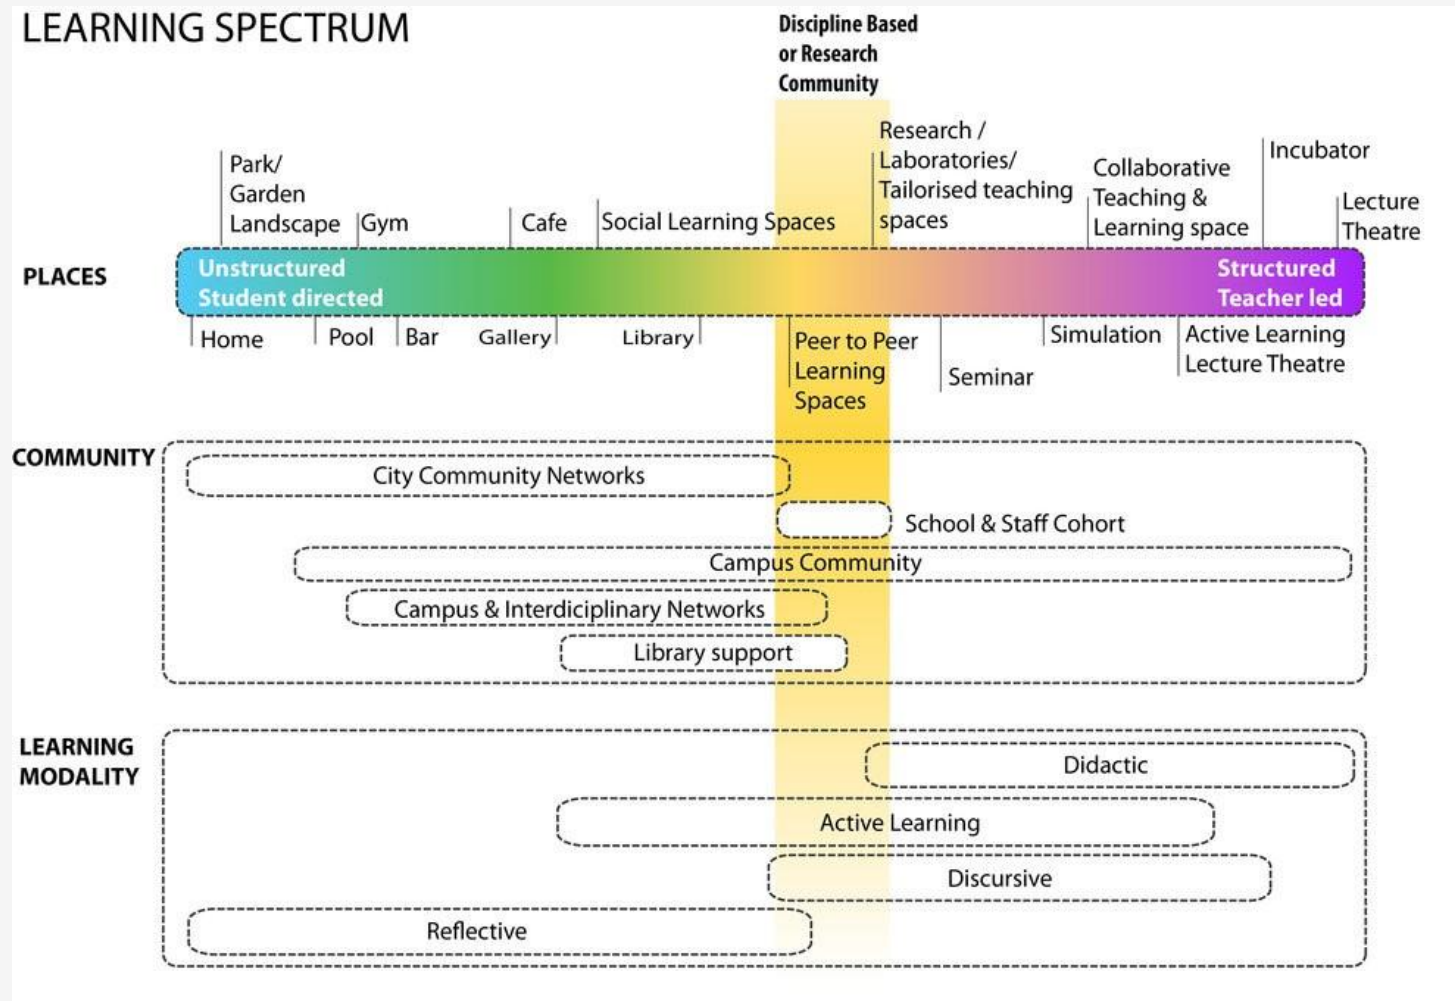 LEARNING SPECTRUM
Discipline Based
or Research
Community
Park/
Garden
Landscape
Gym
Cafe
Social Learning Spaces
Research /
Laboratories/
Tailorised teaching
spaces
Collaborative
Teaching &
Learning space
Incubator
Lecture
Theatre
PLACES
Unstructured
Student directed
Structured
Teacher led
Home
Pool
Bar
Gallery
Library
Peer to Peer
Learning
Spaces
Seminar
Simulation
Active Learning
Lecture Theatre
COMMUNITY
City Community Networks
School & Staff Cohort
Campus Community
Campus & Interdiciplinary Networks
Library support
LEARNING
MODALITY
Didactic
Active Learning
Discursive
Reflective